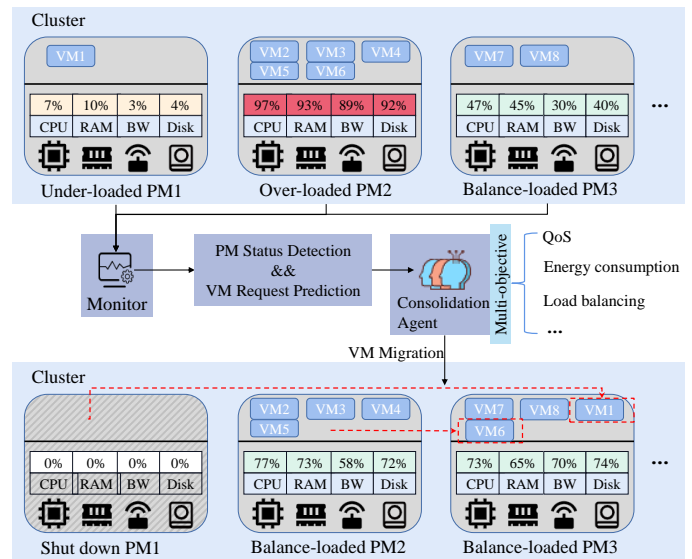 Cluster
VM1
VM2 VM3 VM4
VM5 VM6
VM7 VM8
7% 10% 3% 4%
CPU RAM BW Disk
97% 93% 89% 92%
CPU RAM BW Disk
47% 45% 30% 40%
CPU RAM BW Disk
...
Under-loaded PM1
Over-loaded PM2
Balance-loaded PM3
Monitor
PM Status Detection
&&
VM Request Prediction
Consolidation
Agent
Multi-objective
QoS
Energy consumption
Load balancing
...
VM Migration
Cluster
VM2 VM3 VM4
VM5
VM7 VM8 VM1
VM6
0% 0% 0% 0%
CPU RAM BW Disk
77% 73% 58% 72%
CPU RAM BW Disk
73% 65% 70% 74%
CPU RAM BW Disk
...
Shut down PM1
Balance-loaded PM2
Balance-loaded PM3